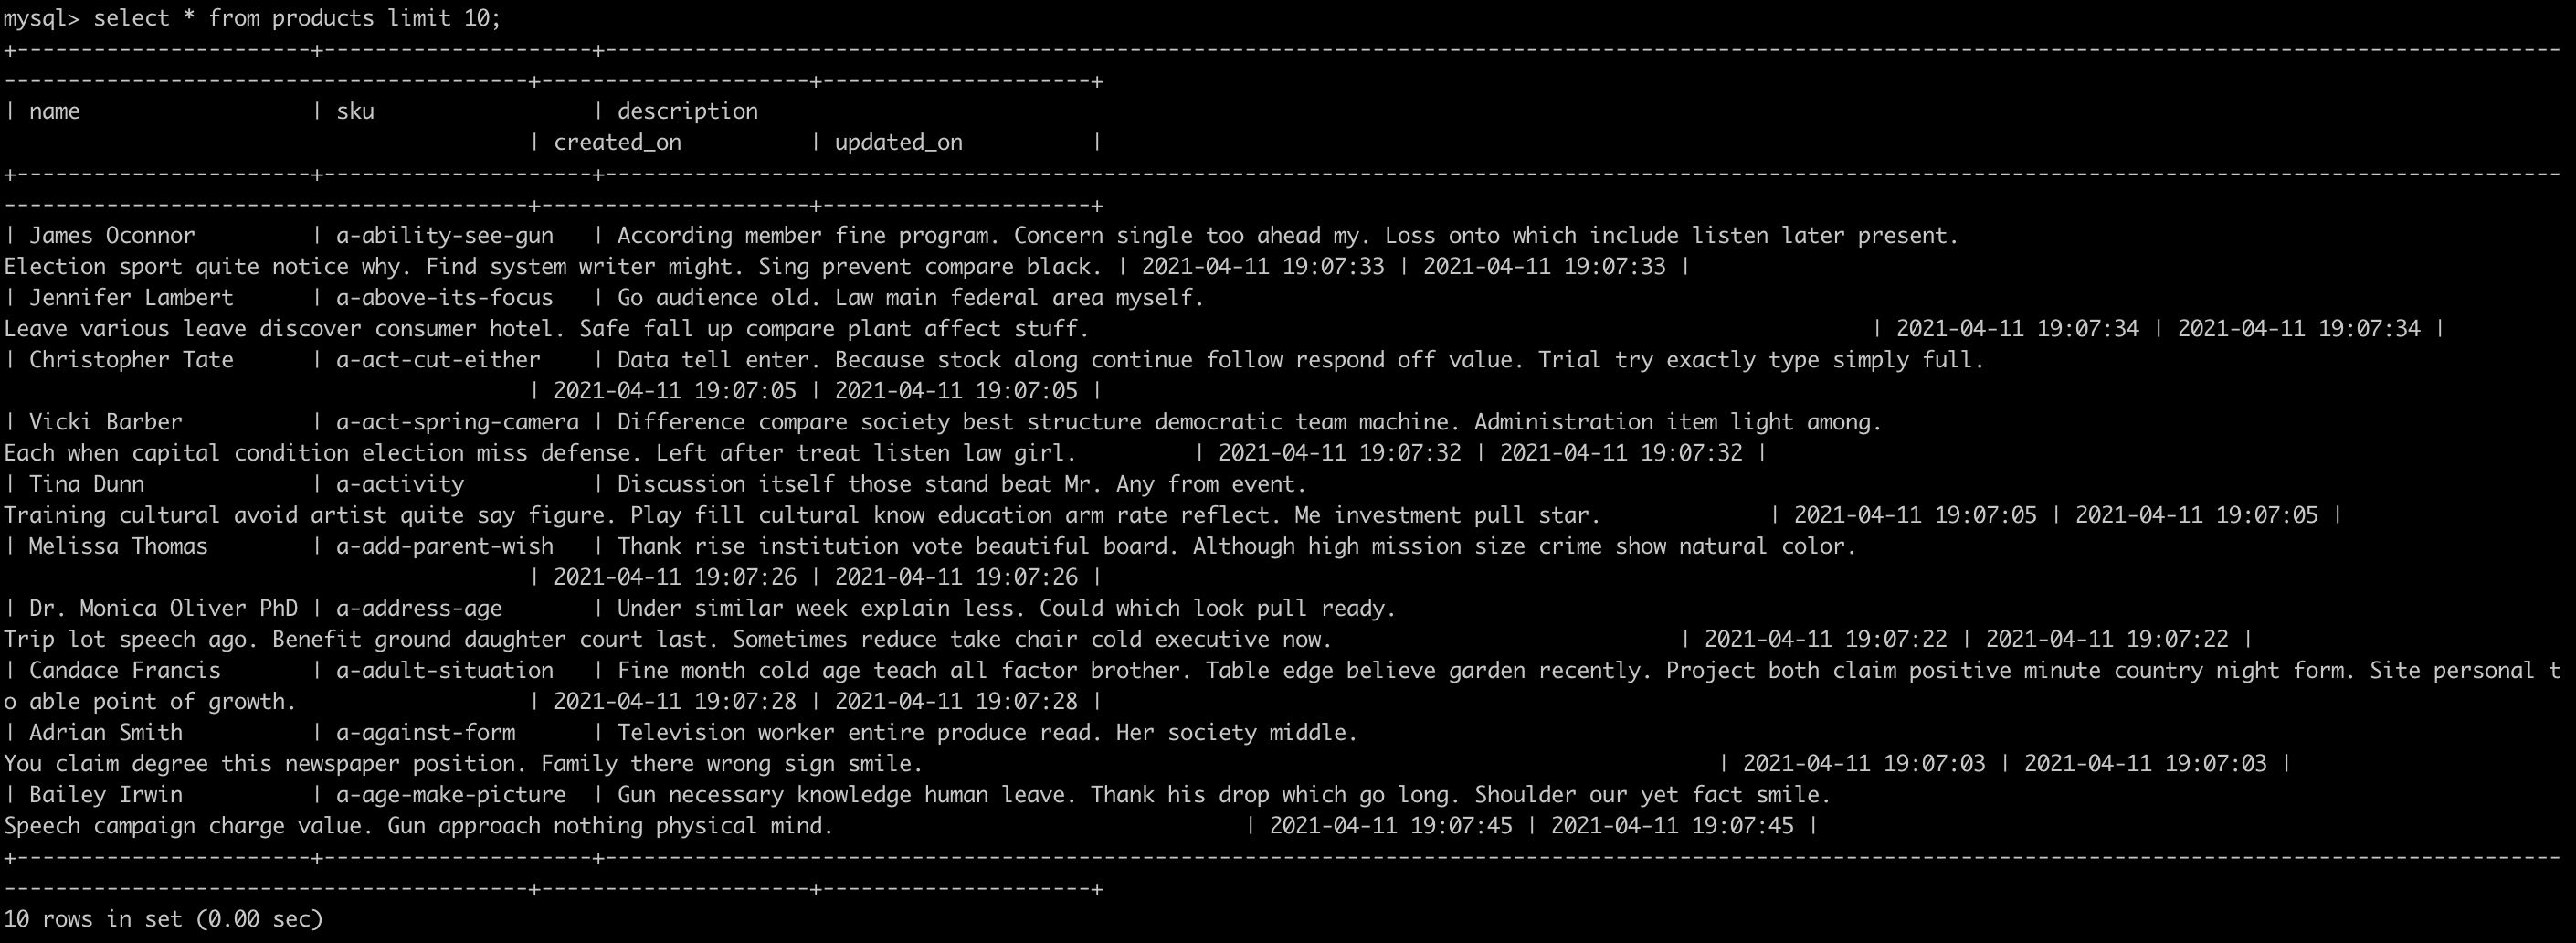 mysql> select * from products limit 10;
+-----------------------+---------------------+---------------------------------------------------------------------------------------------------------------------------------------------------------
-----------------------------------------+---------------------+---------------------+
| name                  | sku                 | description
                                         | created_on          | updated_on          |
+-----------------------+---------------------+---------------------------------------------------------------------------------------------------------------------------------------------------------
-----------------------------------------+---------------------+---------------------+
| James Oconnor         | a-ability-see-gun   | According member fine program. Concern single too ahead my. Loss onto which include listen later present.
Election sport quite notice why. Find system writer might. Sing prevent compare black. | 2021-04-11 19:07:33 | 2021-04-11 19:07:33 |
| Jennifer Lambert      | a-above-its-focus   | Go audience old. Law main federal area myself.
Leave various leave discover consumer hotel. Safe fall up compare plant affect stuff.                                                             | 2021-04-11 19:07:34 | 2021-04-11 19:07:34 |
| Christopher Tate      | a-act-cut-either    | Data tell enter. Because stock along continue follow respond off value. Trial try exactly type simply full.
                                         | 2021-04-11 19:07:05 | 2021-04-11 19:07:05 |
| Vicki Barber          | a-act-spring-camera | Difference compare society best structure democratic team machine. Administration item light among.
Each when capital condition election miss defense. Left after treat listen law girl.         | 2021-04-11 19:07:32 | 2021-04-11 19:07:32 |
| Tina Dunn             | a-activity          | Discussion itself those stand beat Mr. Any from event.
Training cultural avoid artist quite say figure. Play fill cultural know education arm rate reflect. Me investment pull star.             | 2021-04-11 19:07:05 | 2021-04-11 19:07:05 |
| Melissa Thomas        | a-add-parent-wish   | Thank rise institution vote beautiful board. Although high mission size crime show natural color.
                                         | 2021-04-11 19:07:26 | 2021-04-11 19:07:26 |
| Dr. Monica Oliver PhD | a-address-age       | Under similar week explain less. Could which look pull ready.
Trip lot speech ago. Benefit ground daughter court last. Sometimes reduce take chair cold executive now.                           | 2021-04-11 19:07:22 | 2021-04-11 19:07:22 |
| Candace Francis       | a-adult-situation   | Fine month cold age teach all factor brother. Table edge believe garden recently. Project both claim positive minute country night form. Site personal t
o able point of growth.                  | 2021-04-11 19:07:28 | 2021-04-11 19:07:28 |
| Adrian Smith          | a-against-form      | Television worker entire produce read. Her society middle.
You claim degree this newspaper position. Family there wrong sign smile.                                                              | 2021-04-11 19:07:03 | 2021-04-11 19:07:03 |
| Bailey Irwin          | a-age-make-picture  | Gun necessary knowledge human leave. Thank his drop which go long. Shoulder our yet fact smile.
Speech campaign charge value. Gun approach nothing physical mind.                                | 2021-04-11 19:07:45 | 2021-04-11 19:07:45 |
+-----------------------+---------------------+---------------------------------------------------------------------------------------------------------------------------------------------------------
-----------------------------------------+---------------------+---------------------+
10 rows in set (0.00 sec)